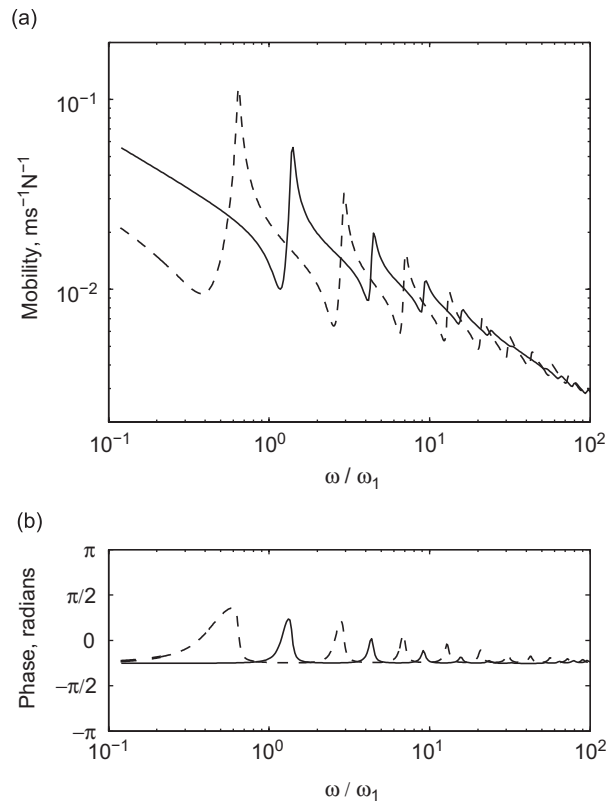 (a)
10⁻¹
10⁻²
Mobility, ms⁻¹N⁻¹
10⁻¹ 10⁰ 10¹ 10²
ω / ω₁
(b)
π
π/2
0
−π/2
−π
Phase, radians
10⁻¹ 10⁰ 10¹ 10²
ω / ω₁